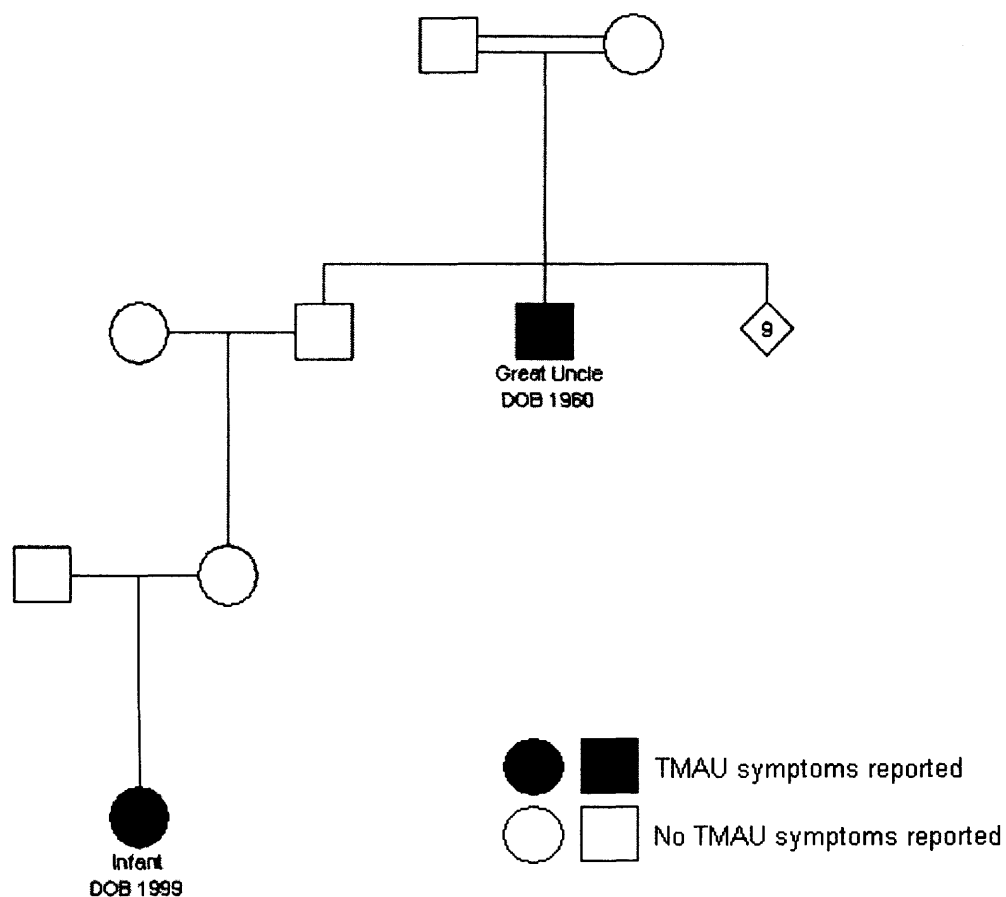 9
Great Uncle
DOB 1960
Infant
DOB 1999
TMAU symptoms reported
No TMAU symptoms reported